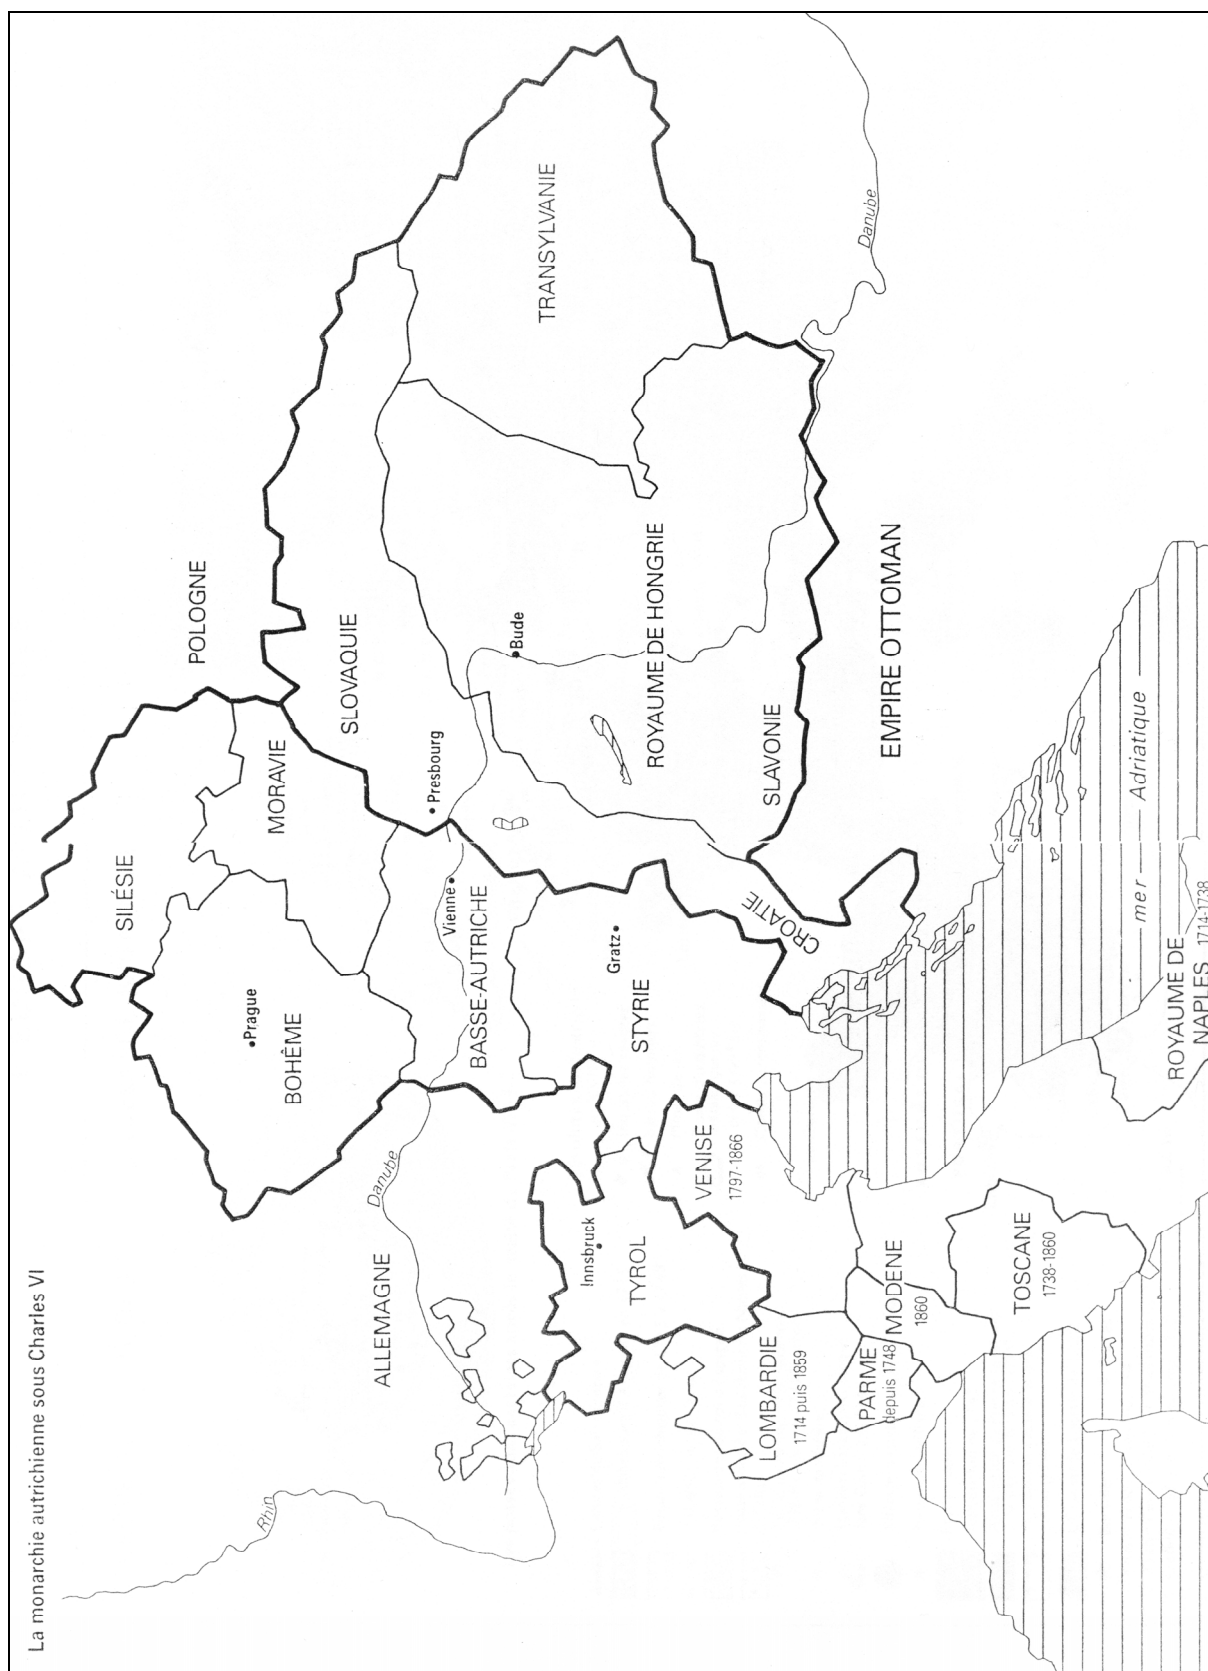 La monarchie autrichienne sous Charles VI
Rhin
ALLEMAGNE
Danube
BOHÊME
Prague
SILÉSIE
MORAVIE
POLOGNE
SLOVAQUIE
Presbourg
Vienne
BASSE-AUTRICHE
Innsbruck
TYROL
STYRIE
Gratz
Bude
ROYAUME DE HONGRIE
TRANSYLVANIE
LOMBARDIE
1714 puis 1859
VENISE
1797-1866
CROATIE
SLAVONIE
Danube
PARME
depuis 1748
MODENE
1860
EMPIRE OTTOMAN
TOSCANE
1738-1860
mer Adriatique
ROYAUME DE
NAPLES 1714-1738